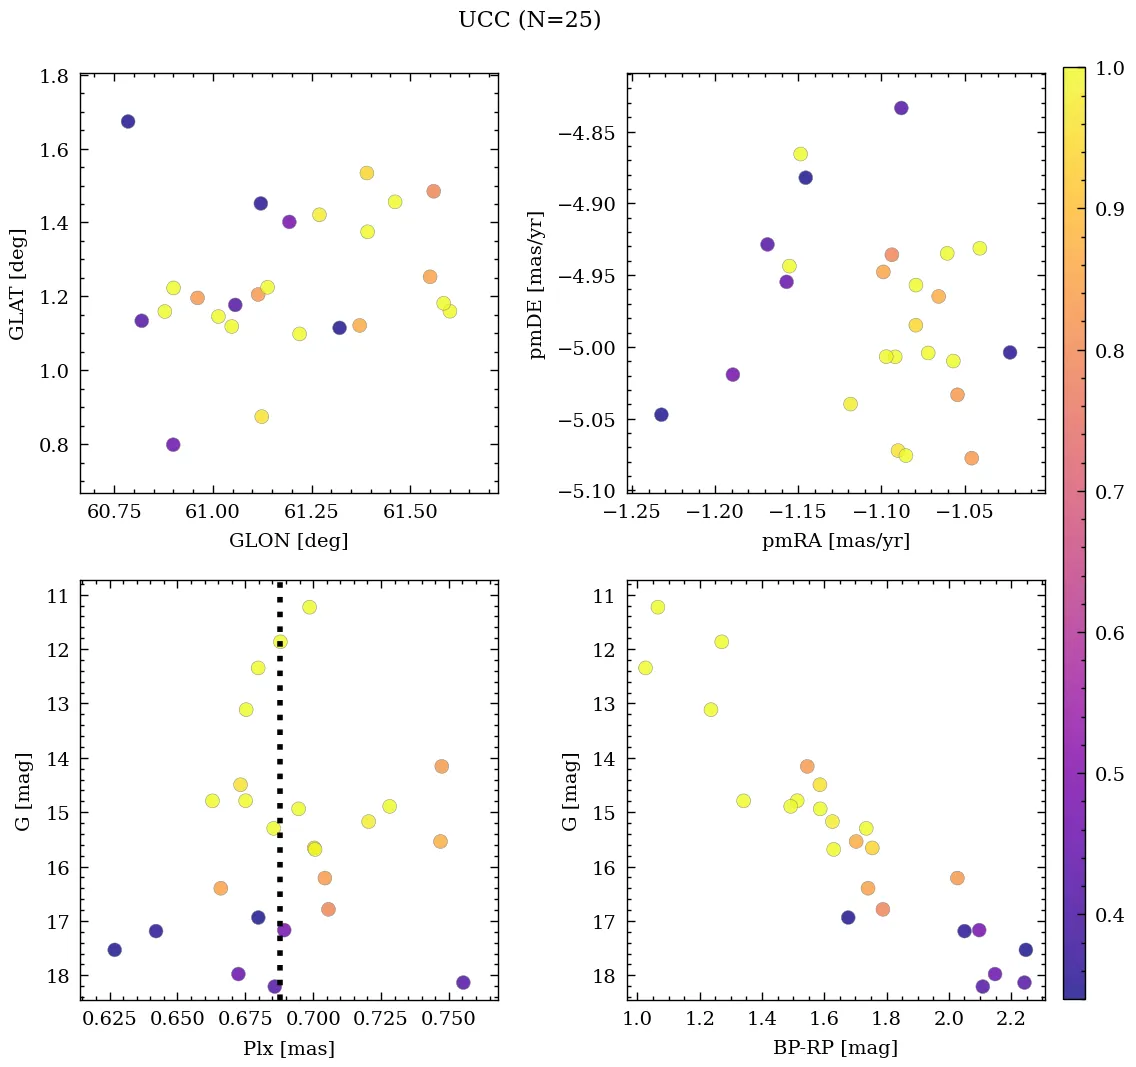 UCC (N=25)
1.8
1.6
1.4
1.2
1.0
0.8
GLAT [deg]
60.75 61.00 61.25 61.50
GLON [deg]
−4.85
−4.90
−4.95
−5.00
−5.05
−5.10
pmDE [mas/yr]
−1.25 −1.20 −1.15 −1.10 −1.05
pmRA [mas/yr]
11
12
13
14
15
16
17
18
G [mag]
0.625 0.650 0.675 0.700 0.725 0.750
Plx [mas]
11
12
13
14
15
16
17
18
G [mag]
1.0 1.2 1.4 1.6 1.8 2.0 2.2
BP-RP [mag]
1.0
0.9
0.8
0.7
0.6
0.5
0.4